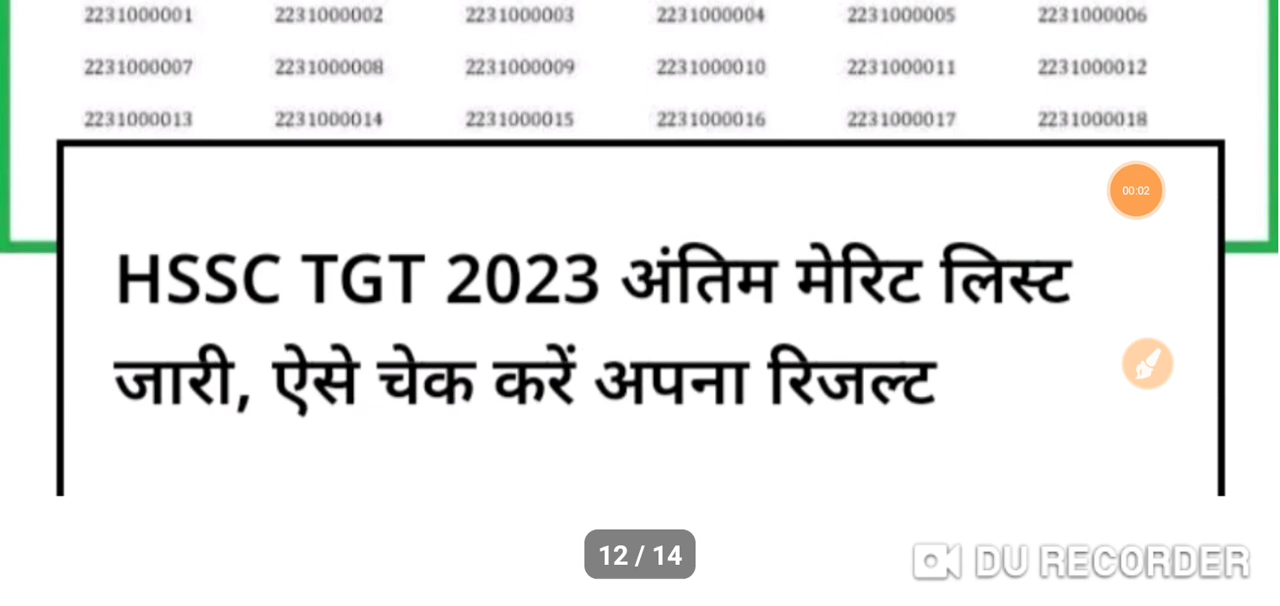 2231000001 2231000002 2231000003 2231000004 2231000005 2231000006
2231000007 2231000008 2231000009 2231000010 2231000011 2231000012
2231000013 2231000014 2231000015 2231000016 2231000017 2231000018
00:02
HSSC TGT 2023 अंतिम मेरिट लिस्ट
जारी, ऐसे चेक करें अपना रिजल्ट
12 / 14
DU RECORDER